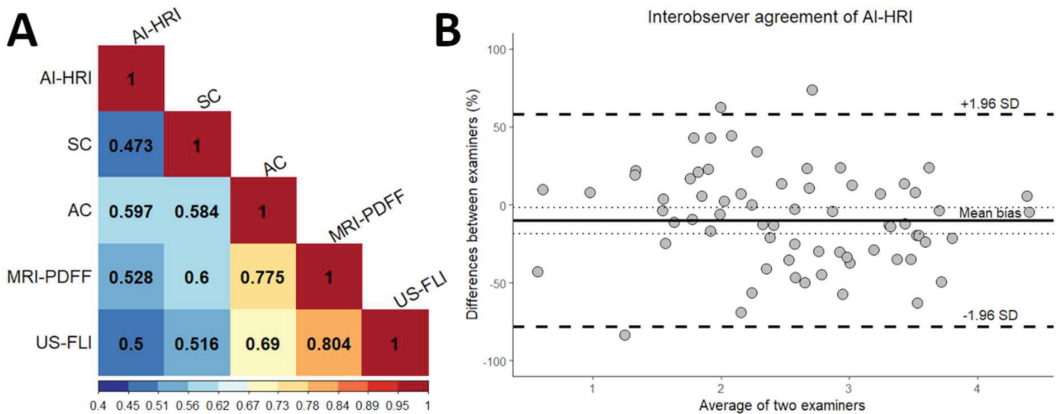 A
AI-HRI
AI-HRI
1
SC
SC
0.473
1
AC
AC
0.597
0.584
1
MRI-PDFF
MRI-PDFF
0.528
0.6
0.775
1
US-FLI
US-FLI
0.5
0.516
0.69
0.804
1
0.4 0.45 0.51 0.56 0.62 0.67 0.73 0.78 0.84 0.89 0.95 1
B
Interobserver agreement of AI-HRI
Differences between examiners (%)
100
50
0
-50
-100
+1.96 SD
Mean bias
-1.96 SD
1 2 3 4
Average of two examiners